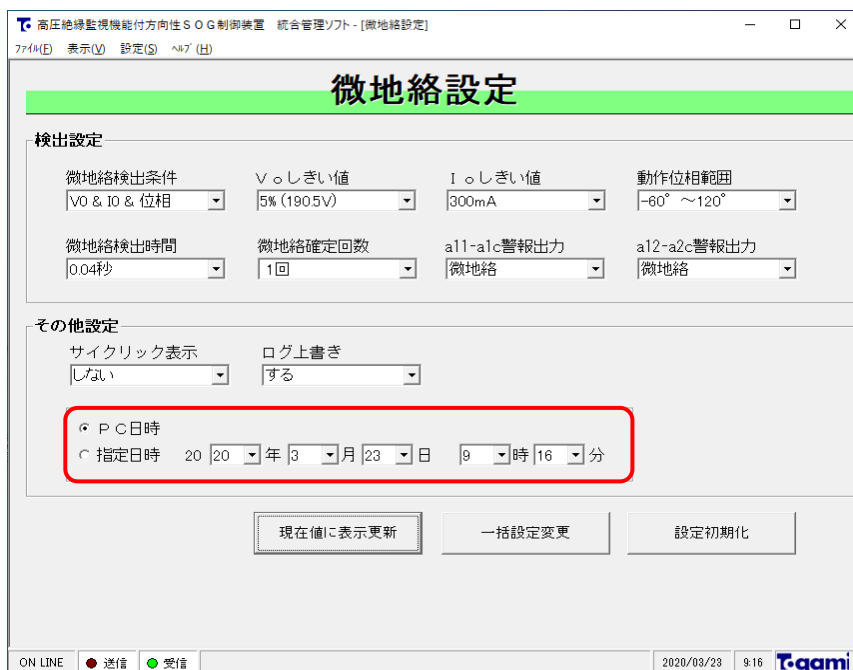 高圧絶縁監視機能付方向性ＳＯＧ制御装置　統合管理ソフト - [微地絡設定]
ﾌｧｲﾙ(F) 表示(V) 設定(S) ﾍﾙﾌﾟ(H)
微地絡設定
検出設定
微地絡検出条件 Ｖｏしきい値 Ｉｏしきい値 動作位相範囲
V0 & I0 & 位相 5% (190.5V) 300mA -60°～120°
微地絡検出時間 微地絡確定回数 a11-a1c警報出力 a12-a2c警報出力
0.04秒 1回 微地絡 微地絡
その他設定
サイクリック表示 ログ上書き
しない する
ＰＣ日時
指定日時 20 20 年 3 月 23 日 9 時 16 分
現在値に表示更新 一括設定変更 設定初期化
ON LINE 送信 受信 2020/03/23 9:16 Togami